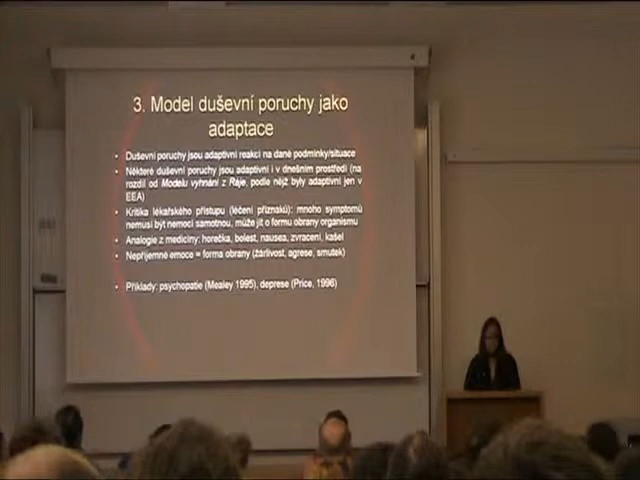 3. Model duševní poruchy jako
adaptace
• Duševní poruchy jsou adaptivní reakcí na dané podmínky/situace
• Některé duševní poruchy jsou adaptivní i v dnešním prostředí (na
rozdíl od Modelu vyhnání z Ráje, podle nějž byly adaptivní jen v
EEA)
• Kritika lékařského přístupu (léčení příznaků): mnoho symptomů
nemusí být nemocí samotnou, může jít o formu obrany organismu
• Analogie z medicíny: horečka, bolest, nausea, zvracení, kašel
• Nepříjemné emoce = forma obrany (žárlivost, agrese, smutek)
• Příklady: psychopatie (Mealey 1995), deprese (Price, 1996)